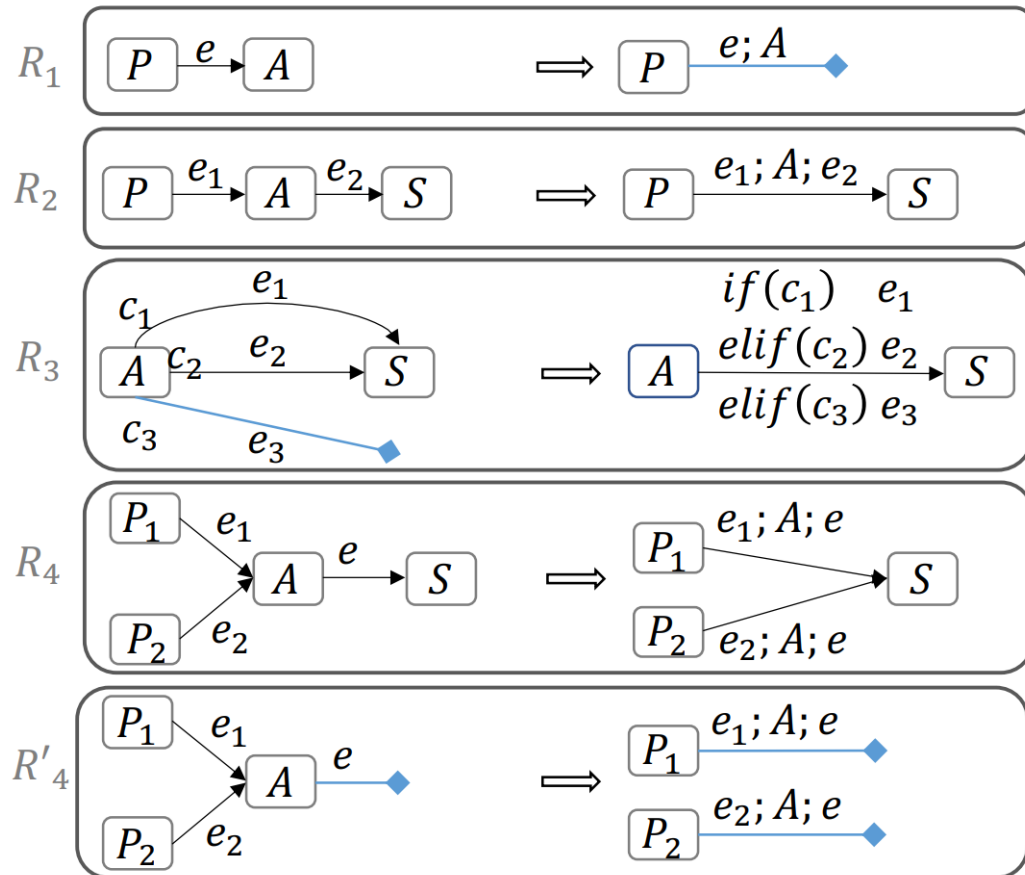 R₁ P e A ⇒ P e; A
R₂ P e₁ A e₂ S ⇒ P e₁; A; e₂ S
c₁ e₁ if(c₁) e₁
R₃ A c₂ e₂ S ⇒ A elif(c₂) e₂ S
c₃ e₃ elif(c₃) e₃
P₁ e₁ P₁ e₁; A; e
R₄ A e S ⇒ S
P₂ e₂ P₂ e₂; A; e
P₁ e₁ P₁ e₁; A; e
R'₄ A e ⇒
P₂ e₂ P₂ e₂; A; e